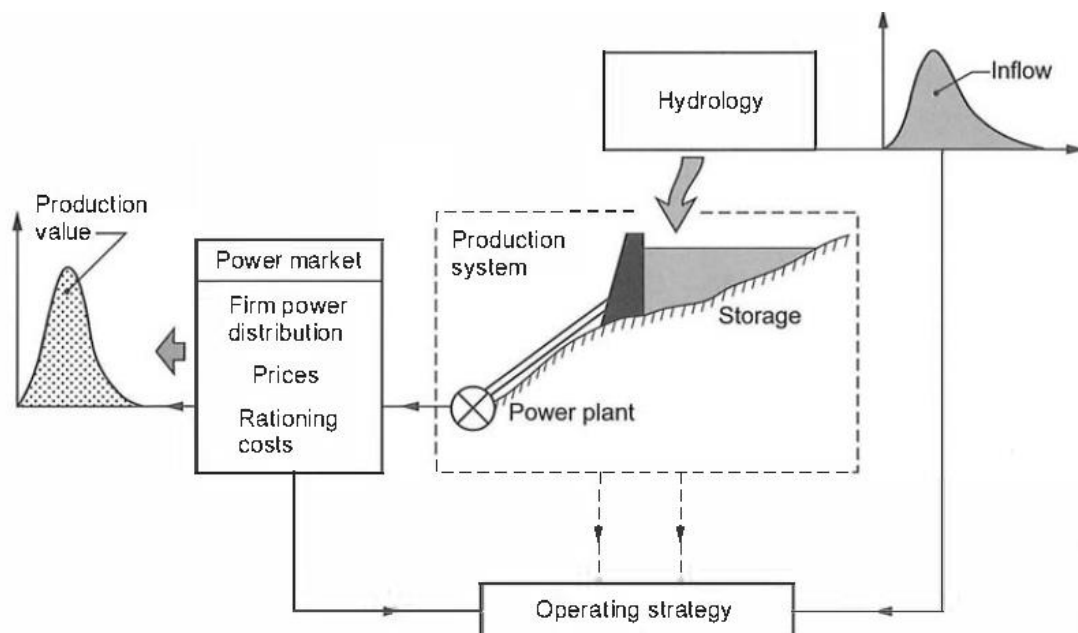 Hydrology
Inflow
Production
value
Production
system
Power market
Firm power
distribution
Prices
Rationing
costs
Storage
Power plant
Operating strategy